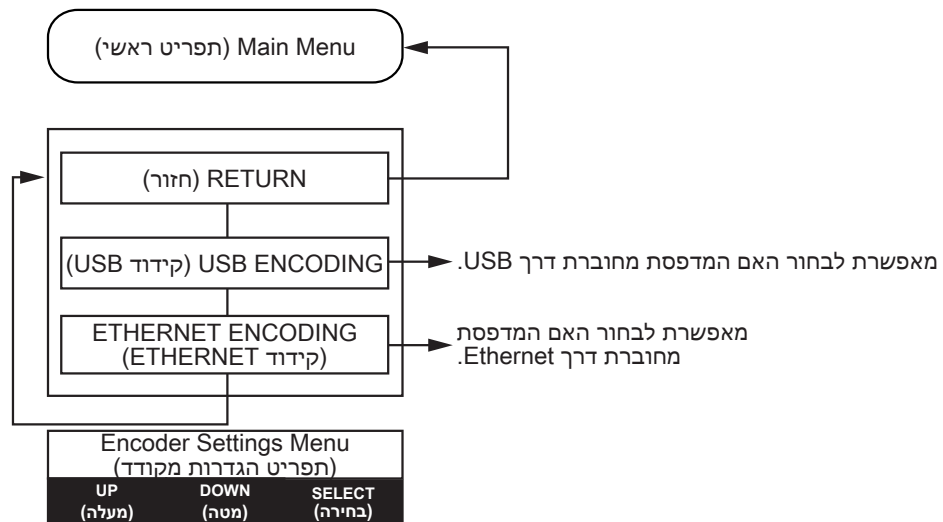 Main Menu (תפריט ראשי)
RETURN (חזור)
USB ENCODING (קידוד USB)
מאפשרת לבחור האם המדפסת מחוברת דרך USB.
ETHERNET ENCODING
(קידוד ETHERNET)
מאפשרת לבחור האם המדפסת
מחוברת דרך Ethernet.
Encoder Settings Menu
(תפריט הגדרות מקודד)
UP DOWN SELECT
(מעלה) (מטה) (בחירה)